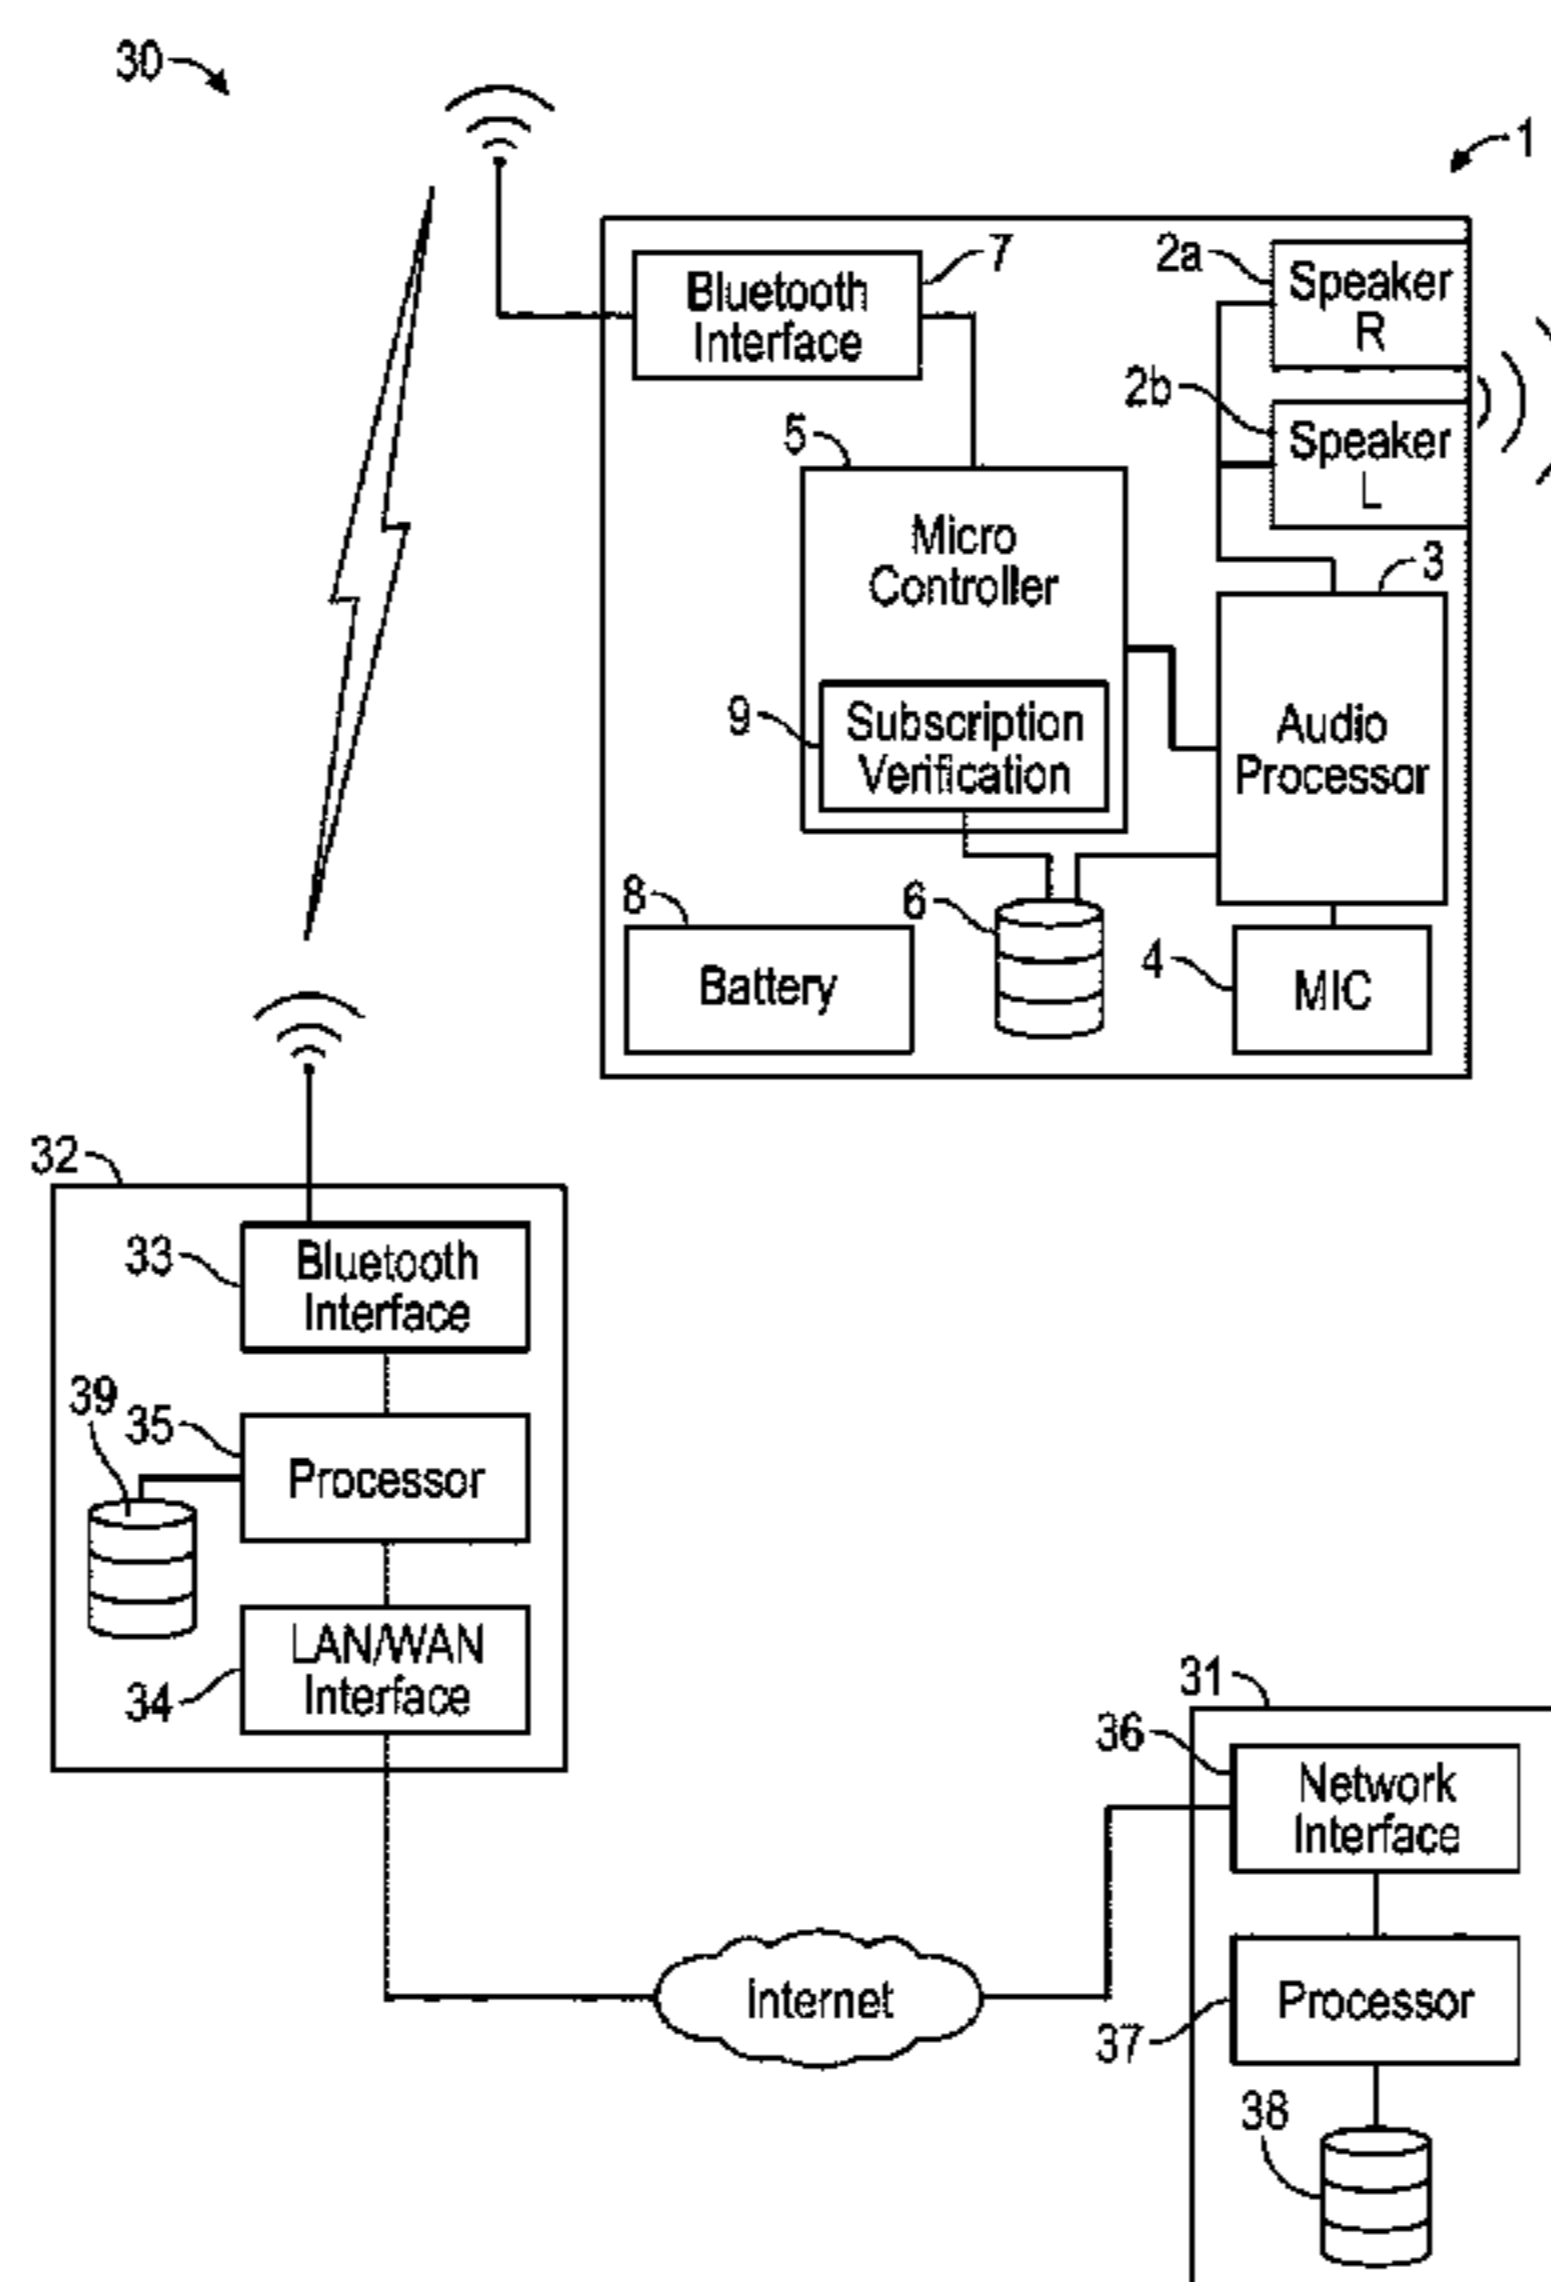 30
1
7
2a
Bluetooth
Interface
Speaker
R
2b
5
Speaker
L
Micro
Controller
3
9
Subscription
Verification
Audio
Processor
8
6
4
Battery
MIC
32
33
Bluetooth
Interface
39
35
Processor
LAN/WAN
Interface
34
31
36
Network
Interface
Internet
Processor
37
38